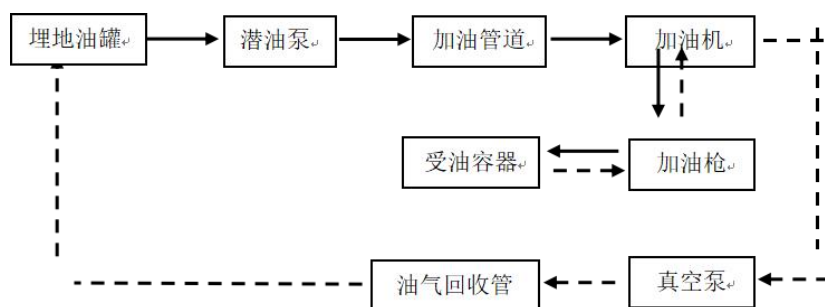 埋地油罐
潜油泵
加油管道
加油机
受油容器
加油枪
油气回收管
真空泵